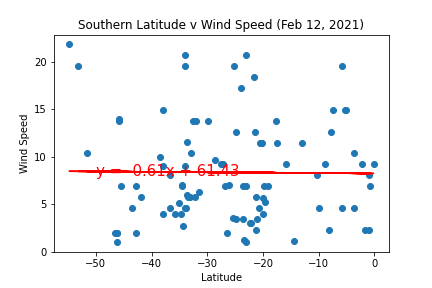 Southern Latitude v Wind Speed (Feb 12, 2021)
20
15
10
5
0
Wind Speed
y = -0.61x + 61.43
−50
−40
−30
−20
−10
0
Latitude